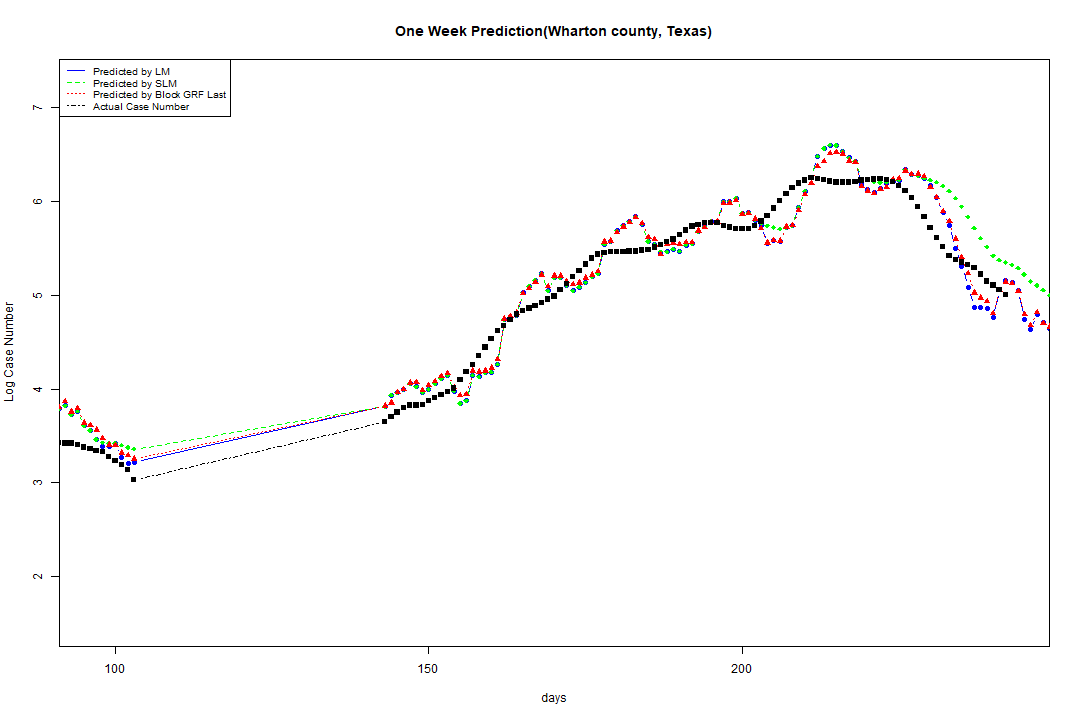 One Week Prediction(Wharton county, Texas)
Predicted by LM
Predicted by SLM
Predicted by Block GRF Last
Actual Case Number
7
6
5
4
3
2
Log Case Number
100 150 200
days